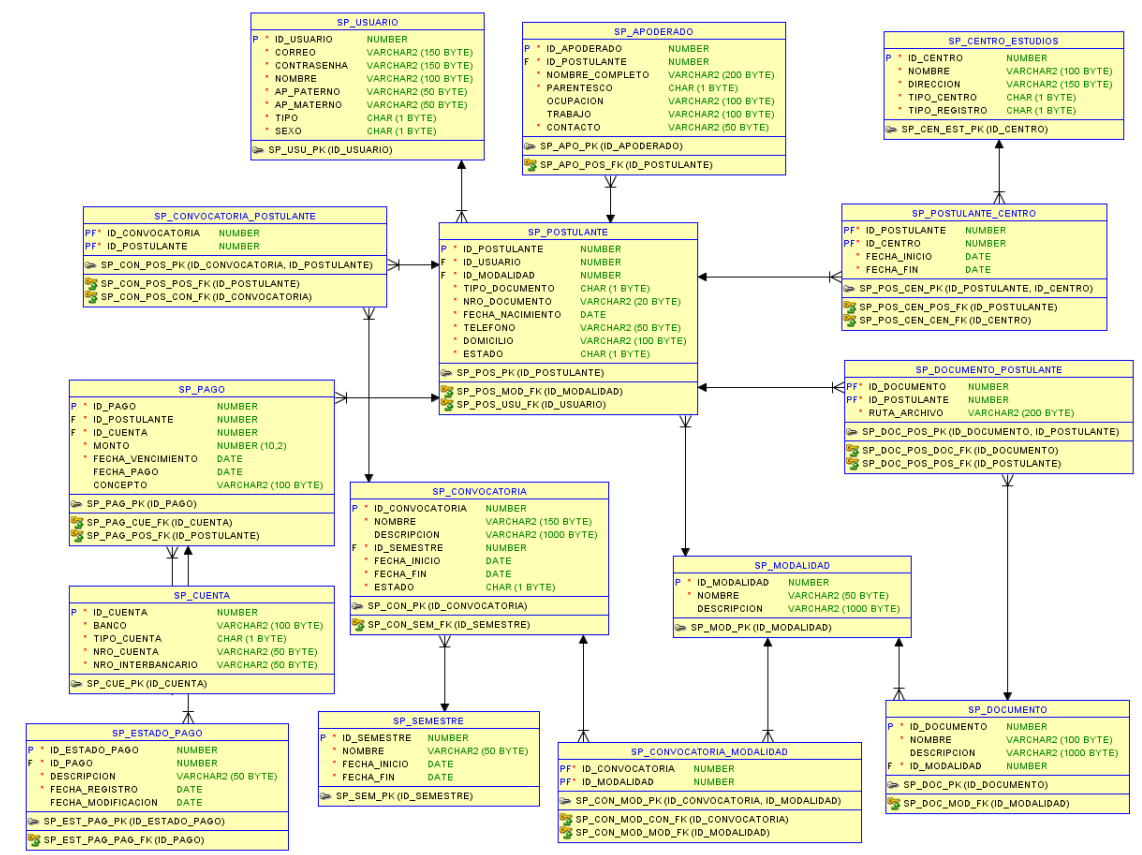 SP_USUARIO
P * ID_USUARIO NUMBER
* CORREO VARCHAR2 (150 BYTE)
* CONTRASENHA VARCHAR2 (150 BYTE)
* NOMBRE VARCHAR2 (100 BYTE)
* AP_PATERNO VARCHAR2 (50 BYTE)
* AP_MATERNO VARCHAR2 (50 BYTE)
* TIPO CHAR (1 BYTE)
* SEXO CHAR (1 BYTE)
SP_USU_PK (ID_USUARIO)
SP_APODERADO
P * ID_APODERADO NUMBER
F * ID_POSTULANTE NUMBER
* NOMBRE_COMPLETO VARCHAR2 (200 BYTE)
* PARENTESCO CHAR (1 BYTE)
OCUPACION VARCHAR2 (100 BYTE)
TRABAJO VARCHAR2 (100 BYTE)
* CONTACTO VARCHAR2 (50 BYTE)
SP_APO_PK (ID_APODERADO)
SP_APO_POS_FK (ID_POSTULANTE)
SP_CENTRO_ESTUDIOS
P * ID_CENTRO NUMBER
* NOMBRE VARCHAR2 (100 BYTE)
* DIRECCION VARCHAR2 (150 BYTE)
* TIPO_CENTRO CHAR (1 BYTE)
* TIPO_REGISTRO CHAR (1 BYTE)
SP_CEN_EST_PK (ID_CENTRO)
SP_CONVOCATORIA_POSTULANTE
PF* ID_CONVOCATORIA NUMBER
PF* ID_POSTULANTE NUMBER
SP_CON_POS_PK (ID_CONVOCATORIA, ID_POSTULANTE)
SP_CON_POS_POS_FK (ID_POSTULANTE)
SP_CON_POS_CON_FK (ID_CONVOCATORIA)
SP_POSTULANTE
P * ID_POSTULANTE NUMBER
F * ID_USUARIO NUMBER
F * ID_MODALIDAD NUMBER
* TIPO_DOCUMENTO CHAR (1 BYTE)
* NRO_DOCUMENTO VARCHAR2 (20 BYTE)
* FECHA_NACIMIENTO DATE
* TELEFONO VARCHAR2 (50 BYTE)
* DOMICILIO VARCHAR2 (100 BYTE)
* ESTADO CHAR (1 BYTE)
SP_POS_PK (ID_POSTULANTE)
SP_POS_MOD_FK (ID_MODALIDAD)
SP_POS_USU_FK (ID_USUARIO)
SP_POSTULANTE_CENTRO
PF* ID_POSTULANTE NUMBER
PF* ID_CENTRO NUMBER
* FECHA_INICIO DATE
* FECHA_FIN DATE
SP_POS_CEN_PK (ID_POSTULANTE, ID_CENTRO)
SP_POS_CEN_POS_FK (ID_POSTULANTE)
SP_POS_CEN_CEN_FK (ID_CENTRO)
SP_DOCUMENTO_POSTULANTE
PF* ID_DOCUMENTO NUMBER
PF* ID_POSTULANTE NUMBER
* RUTA_ARCHIVO VARCHAR2 (200 BYTE)
SP_DOC_POS_PK (ID_DOCUMENTO, ID_POSTULANTE)
SP_DOC_POS_DOC_FK (ID_DOCUMENTO)
SP_DOC_POS_POS_FK (ID_POSTULANTE)
SP_PAGO
P * ID_PAGO NUMBER
F * ID_POSTULANTE NUMBER
F * ID_CUENTA NUMBER
* MONTO NUMBER (10,2)
* FECHA_VENCIMIENTO DATE
FECHA_PAGO DATE
CONCEPTO VARCHAR2 (100 BYTE)
SP_PAG_PK (ID_PAGO)
SP_PAG_CUE_FK (ID_CUENTA)
SP_PAG_POS_FK (ID_POSTULANTE)
SP_CONVOCATORIA
P * ID_CONVOCATORIA NUMBER
* NOMBRE VARCHAR2 (150 BYTE)
DESCRIPCION VARCHAR2 (1000 BYTE)
F * ID_SEMESTRE NUMBER
* FECHA_INICIO DATE
* FECHA_FIN DATE
* ESTADO CHAR (1 BYTE)
SP_CON_PK (ID_CONVOCATORIA)
SP_CON_SEM_FK (ID_SEMESTRE)
SP_MODALIDAD
P * ID_MODALIDAD NUMBER
* NOMBRE VARCHAR2 (50 BYTE)
DESCRIPCION VARCHAR2 (1000 BYTE)
SP_MOD_PK (ID_MODALIDAD)
SP_CUENTA
P * ID_CUENTA NUMBER
* BANCO VARCHAR2 (100 BYTE)
* TIPO_CUENTA CHAR (1 BYTE)
* NRO_CUENTA VARCHAR2 (50 BYTE)
* NRO_INTERBANCARIO VARCHAR2 (50 BYTE)
SP_CUE_PK (ID_CUENTA)
SP_ESTADO_PAGO
P * ID_ESTADO_PAGO NUMBER
F * ID_PAGO NUMBER
* DESCRIPCION VARCHAR2 (50 BYTE)
* FECHA_REGISTRO DATE
FECHA_MODIFICACION DATE
SP_EST_PAG_PK (ID_ESTADO_PAGO)
SP_EST_PAG_PAG_FK (ID_PAGO)
SP_SEMESTRE
P * ID_SEMESTRE NUMBER
* NOMBRE VARCHAR2 (50 BYTE)
* FECHA_INICIO DATE
* FECHA_FIN DATE
SP_SEM_PK (ID_SEMESTRE)
SP_CONVOCATORIA_MODALIDAD
PF* ID_CONVOCATORIA NUMBER
PF* ID_MODALIDAD NUMBER
SP_CON_MOD_PK (ID_CONVOCATORIA, ID_MODALIDAD)
SP_CON_MOD_CON_FK (ID_CONVOCATORIA)
SP_CON_MOD_MOD_FK (ID_MODALIDAD)
SP_DOCUMENTO
P * ID_DOCUMENTO NUMBER
* NOMBRE VARCHAR2 (100 BYTE)
DESCRIPCION VARCHAR2 (1000 BYTE)
F * ID_MODALIDAD NUMBER
SP_DOC_PK (ID_DOCUMENTO)
SP_DOC_MOD_FK (ID_MODALIDAD)